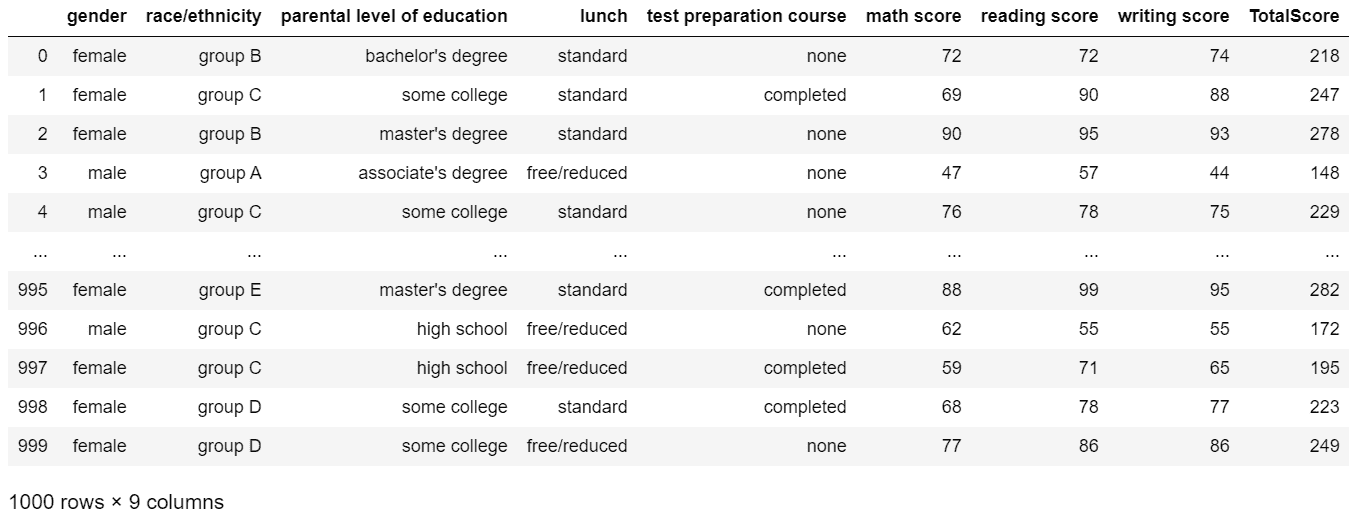 gender race/ethnicity parental level of education lunch test preparation course math score reading score writing score TotalScore
0 female group B bachelor's degree standard none 72 72 74 218
1 female group C some college standard completed 69 90 88 247
2 female group B master's degree standard none 90 95 93 278
3 male group A associate's degree free/reduced none 47 57 44 148
4 male group C some college standard none 76 78 75 229
... ... ... ... ... ... ... ... ... ...
995 female group E master's degree standard completed 88 99 95 282
996 male group C high school free/reduced none 62 55 55 172
997 female group C high school free/reduced completed 59 71 65 195
998 female group D some college standard completed 68 78 77 223
999 female group D some college free/reduced none 77 86 86 249
1000 rows × 9 columns